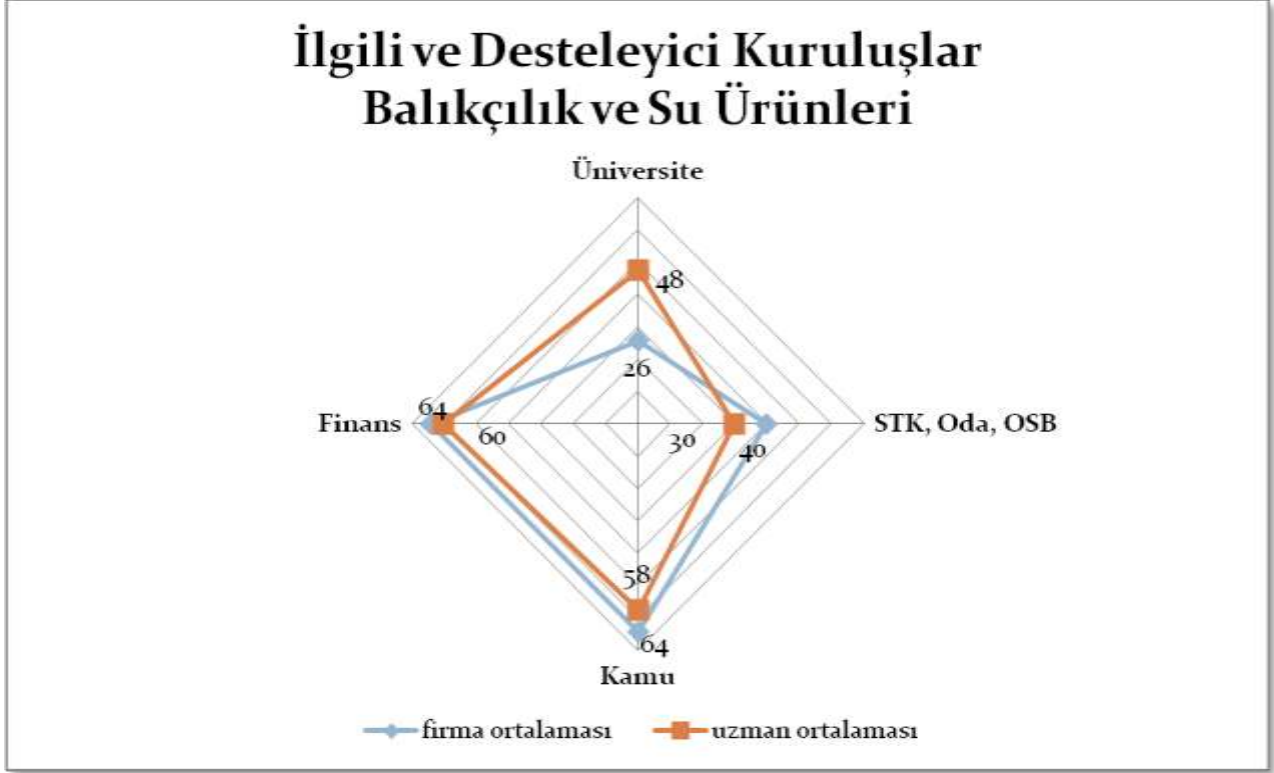 İlgili ve Desteleyici Kuruluşlar
Balıkçılık ve Su Ürünleri
Üniversite
48
26
Finans
64
60
30
40
STK, Oda, OSB
58
64
Kamu
firma ortalaması
uzman ortalaması